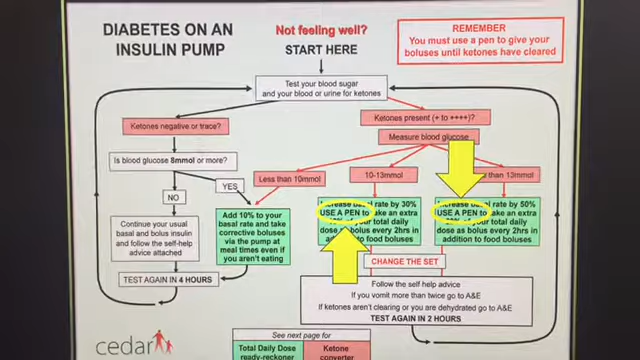 DIABETES ON AN
INSULIN PUMP
Not feeling well?
START HERE
REMEMBER
You must use a pen to give your
boluses until ketones have cleared
Test your blood sugar
and your blood or urine for ketones
Ketones negative or trace?
Ketones present (+ to ++++)?
Measure blood glucose
Is blood glucose 8mmol or more?
Less than 10mmol
10-13mmol
than 13mmol
YES
NO
Continue your usual
basal and bolus insulin
and follow the self-help
advice attached
Add 10% to your
basal rate and take
corrective boluses
via the pump at
meal times even if
you aren't eating
Increase basal rate by 30%
USE A PEN to take an extra
of your total daily
dose as bolus every 2hrs in
addition to food boluses
Increase basal rate by 50%
USE A PEN to take an extra
of your total daily
dose as bolus every 2hrs in
addition to food boluses
CHANGE THE SET
TEST AGAIN IN 4 HOURS
Follow the self help advice
If you vomit more than twice go to A&E
If ketones aren't clearing or you are dehydrated go to A&E
TEST AGAIN IN 2 HOURS
cedar
See next page for
Total Daily Dose
ready-reckoner
Ketone
converter